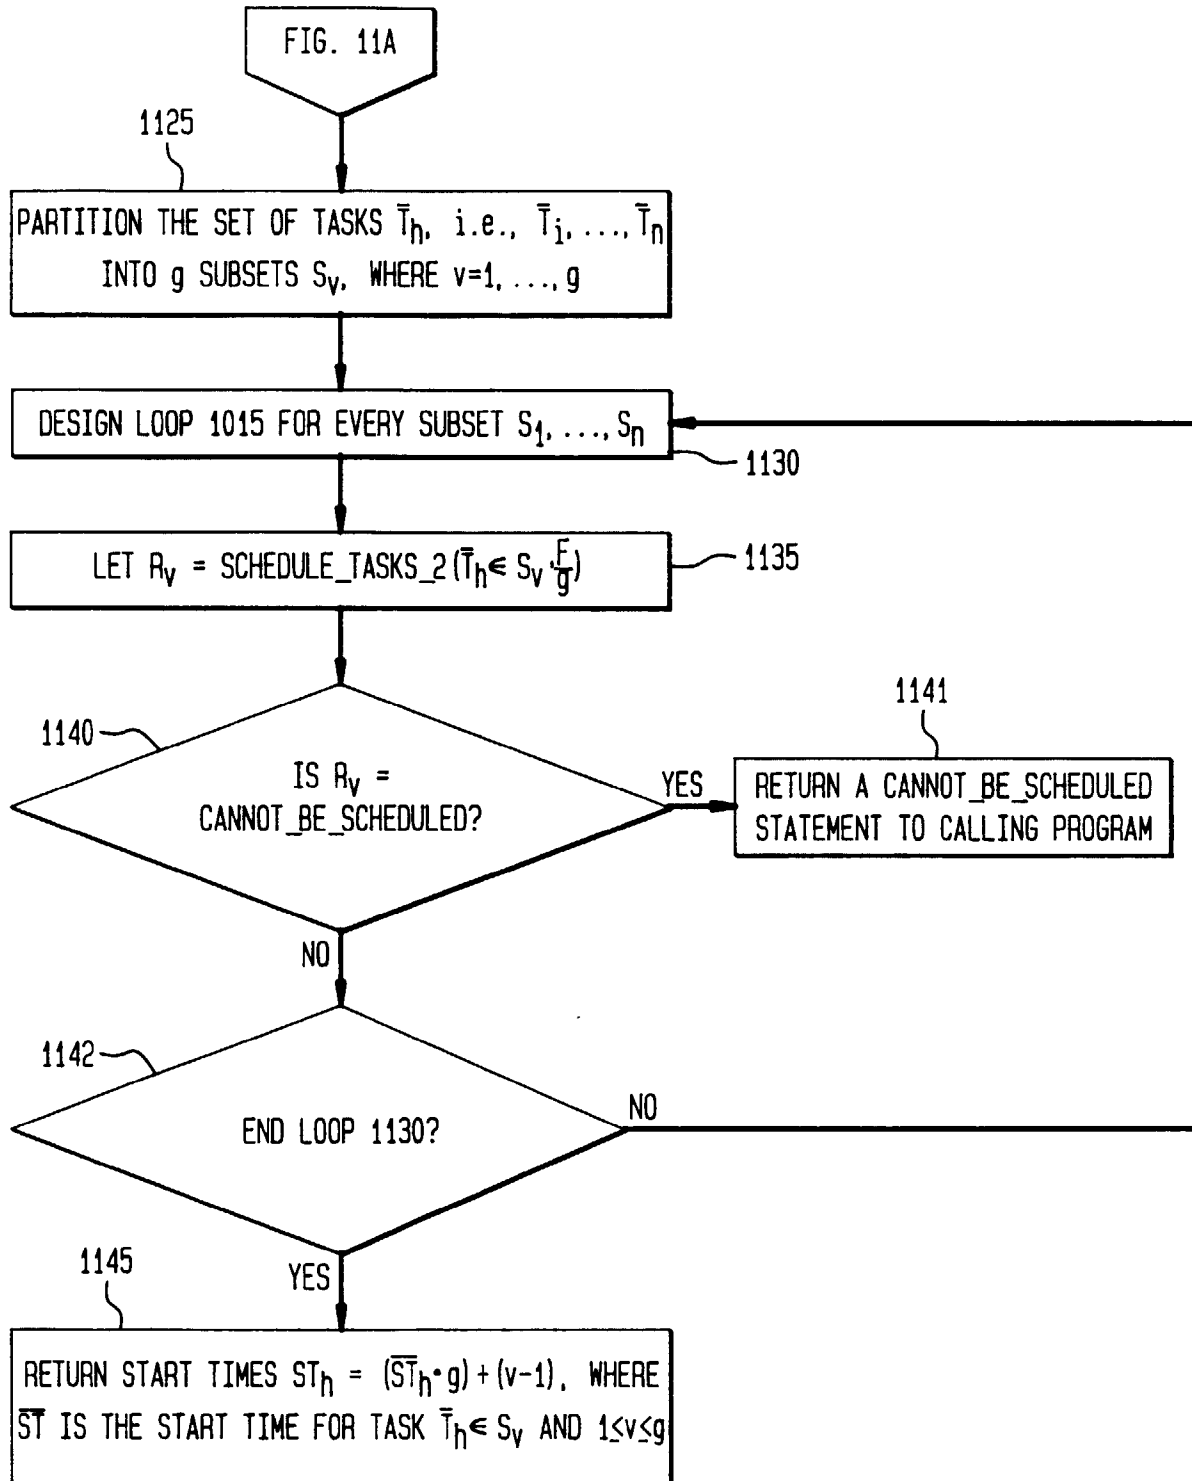 FIG. 11A
1125
PARTITION THE SET OF TASKS T̄h, i.e., T̄i, ..., T̄n
INTO g SUBSETS Sv, WHERE v=1, ..., g
DESIGN LOOP 1015 FOR EVERY SUBSET S1, ..., Sn
1130
LET Rv = SCHEDULE_TASKS_2 (T̄h ∈ Sv, F/g)
1135
1140
IS Rv =
CANNOT_BE_SCHEDULED?
YES
1141
RETURN A CANNOT_BE_SCHEDULED
STATEMENT TO CALLING PROGRAM
NO
1142
END LOOP 1130?
NO
YES
1145
RETURN START TIMES STh = (S̄T̄h•g) + (v-1), WHERE
S̄T̄ IS THE START TIME FOR TASK T̄h ∈ Sv AND 1≤v≤g